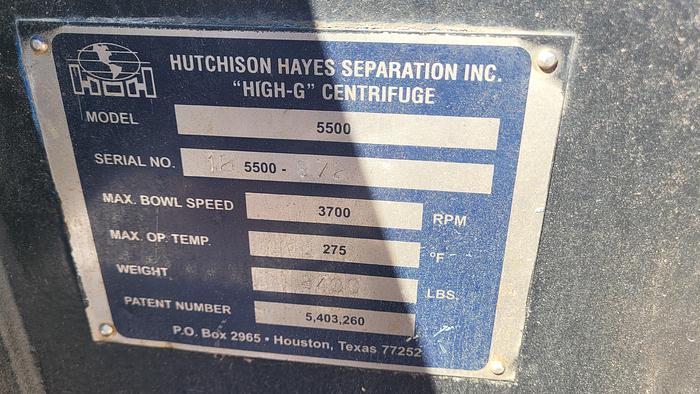 HUTCHISON HAYES SEPARATION INC.
"HIGH-G" CENTRIFUGE
MODEL 5500
SERIAL NO. 5500 -
MAX. BOWL SPEED 3700 RPM
MAX. OP. TEMP. 275 °F
WEIGHT LBS.
PATENT NUMBER 5,403,260
P.O. Box 2965 • Houston, Texas 77252